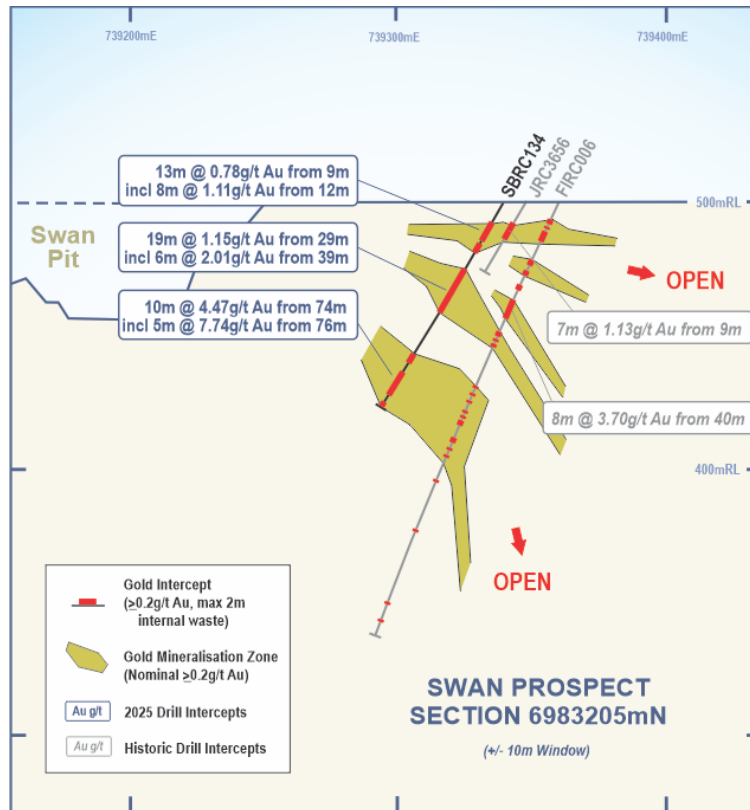 739200mE
739300mE
739400mE
SBRC134
JRC3656
FIRC006
13m @ 0.78g/t Au from 9m
incl 8m @ 1.11g/t Au from 12m
500mRL
Swan
Pit
19m @ 1.15g/t Au from 29m
incl 6m @ 2.01g/t Au from 39m
OPEN
10m @ 4.47g/t Au from 74m
incl 5m @ 7.74g/t Au from 76m
7m @ 1.13g/t Au from 9m
8m @ 3.70g/t Au from 40m
400mRL
OPEN
Gold Intercept
(≥0.2g/t Au, max 2m
internal waste)
Gold Mineralisation Zone
(Nominal ≥0.2g/t Au)
Au g/t
2025 Drill Intercepts
Au g/t
Historic Drill Intercepts
SWAN PROSPECT
SECTION 6983205mN
(+/- 10m Window)